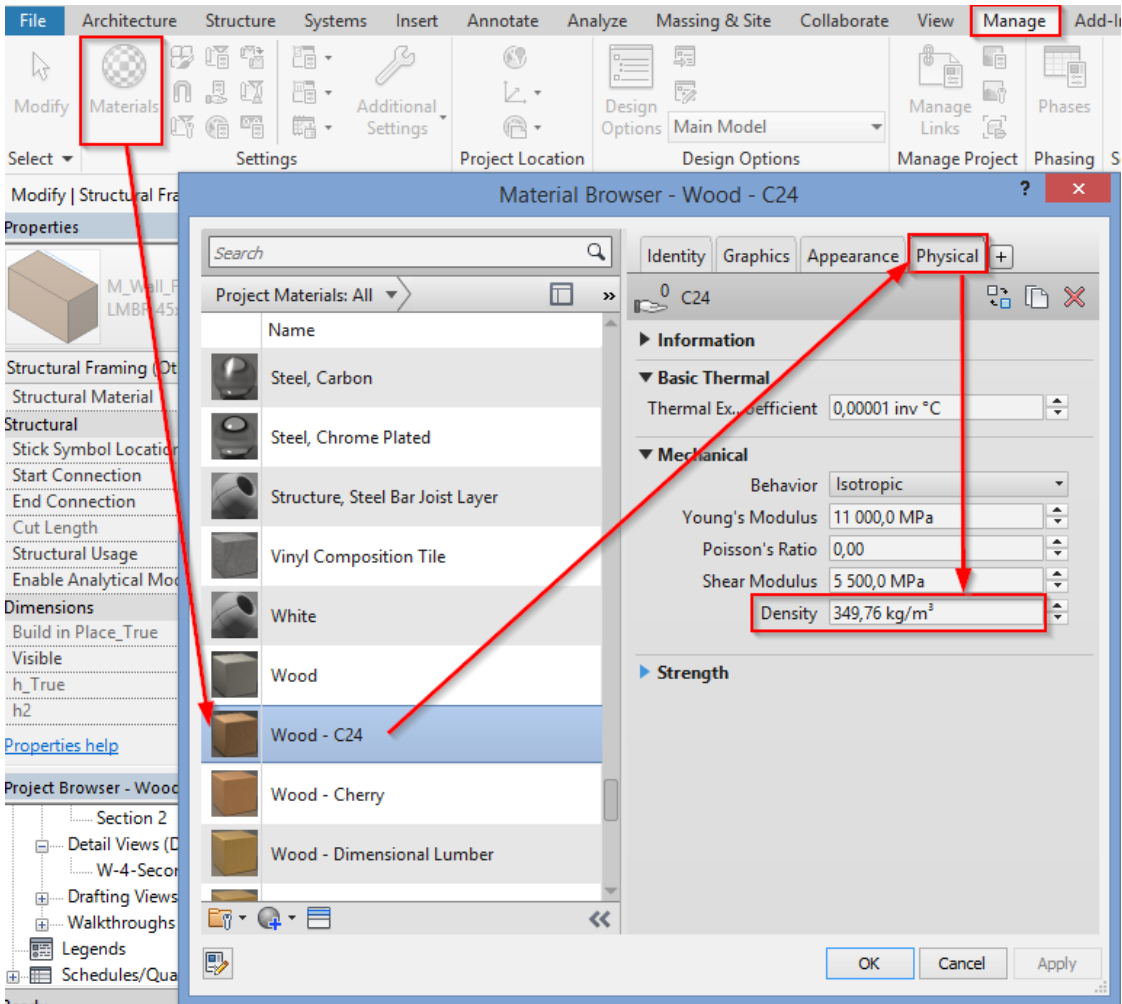 File Architecture Structure Systems Insert Annotate Analyze Massing & Site Collaborate View Manage Add-I
Modify Materials Additional Settings Design Options Main Model Manage Links Phases
Select Settings Project Location Design Options Manage Project Phasing S
Modify | Structural Fra
Material Browser - Wood - C24 ? ×
Properties
M_Wall_F
LMBR 45x
Structural Framing (Ot
Structural Material
Structural
Stick Symbol Location
Start Connection
End Connection
Cut Length
Structural Usage
Enable Analytical Mod
Dimensions
Build in Place_True
Visible
h_True
h2
Properties help
Project Browser - Wood
Section 2
Detail Views (D
W-4-Secon
Drafting Views
Walkthroughs
Legends
Schedules/Qua
Search
Project Materials: All »
Name
Steel, Carbon
Steel, Chrome Plated
Structure, Steel Bar Joist Layer
Vinyl Composition Tile
White
Wood
Wood - C24
Wood - Cherry
Wood - Dimensional Lumber
Identity Graphics Appearance Physical +
0 C24
Information
Basic Thermal
Thermal Ex...oefficient 0,00001 inv °C
Mechanical
Behavior Isotropic
Young's Modulus 11 000,0 MPa
Poisson's Ratio 0,00
Shear Modulus 5 500,0 MPa
Density 349,76 kg/m³
Strength
OK Cancel Apply